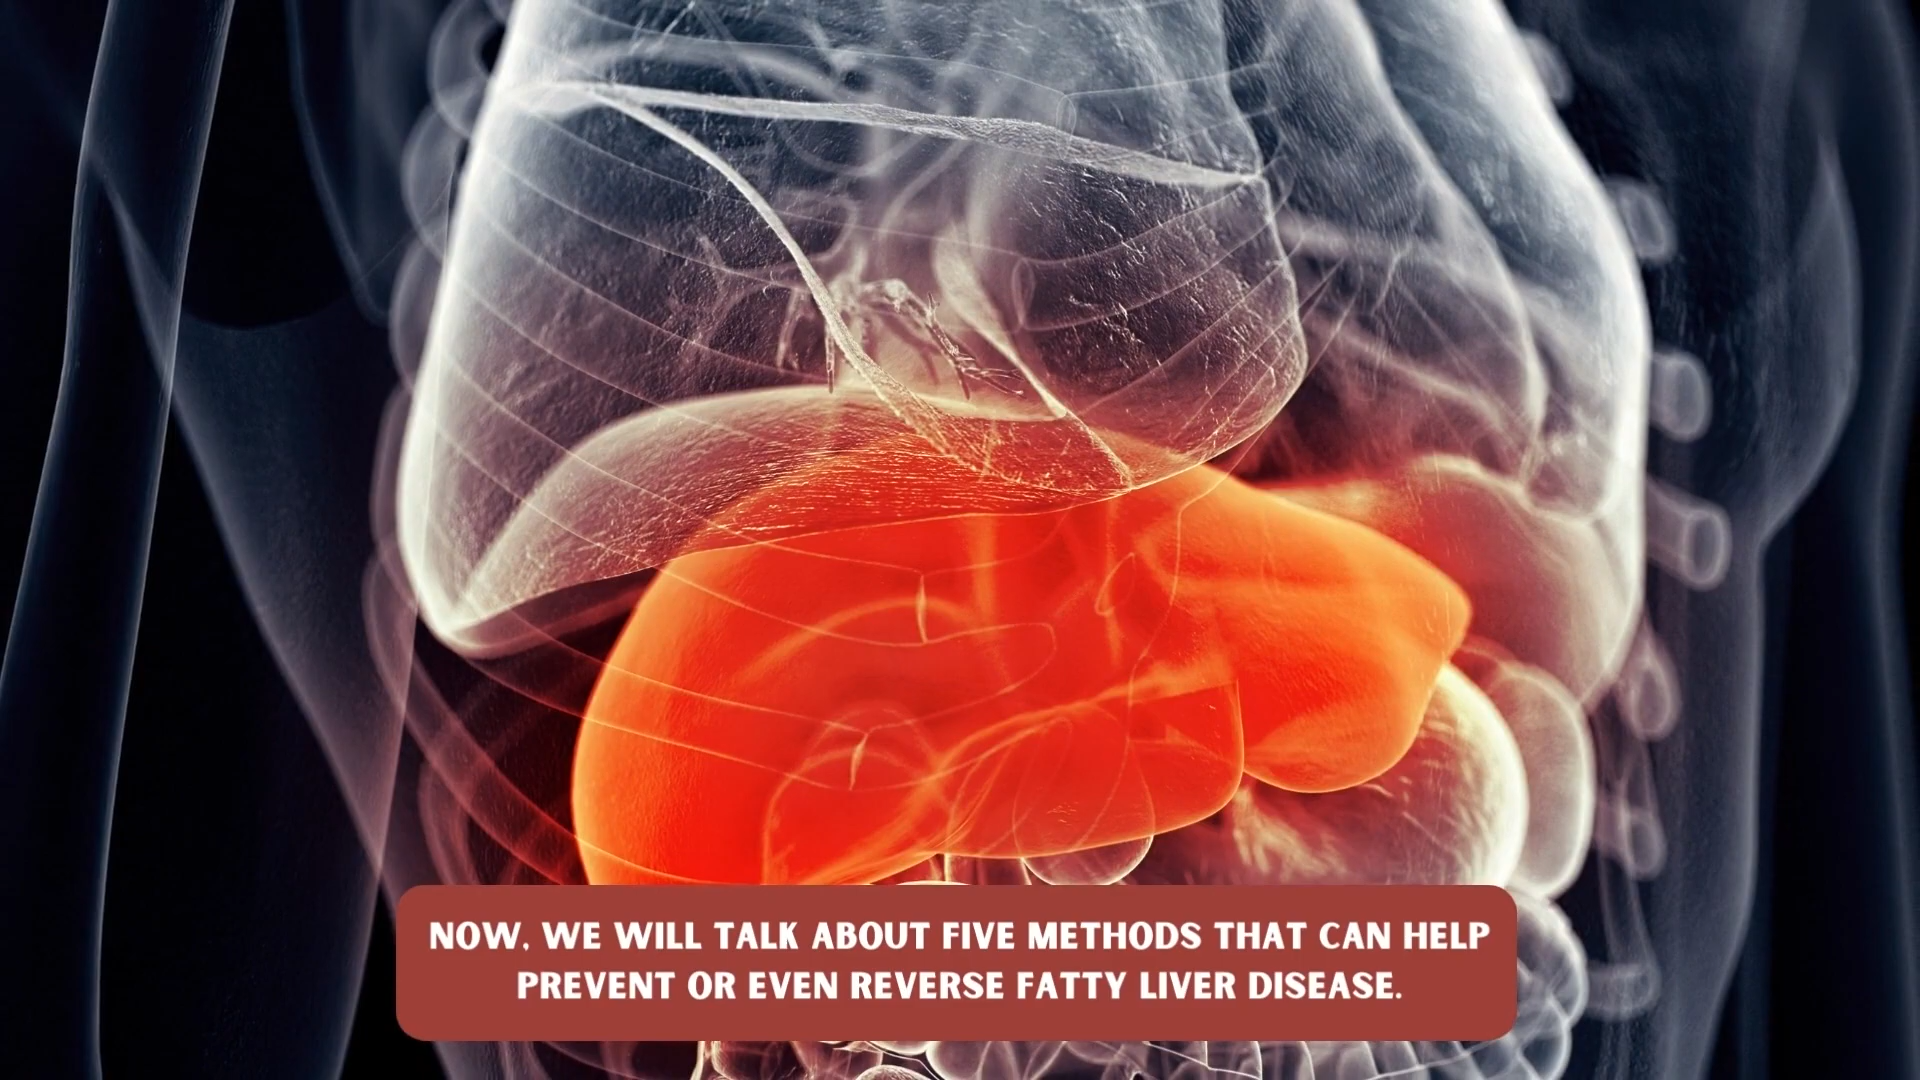 NOW, WE WILL TALK ABOUT FIVE METHODS THAT CAN HELP
PREVENT OR EVEN REVERSE FATTY LIVER DISEASE.